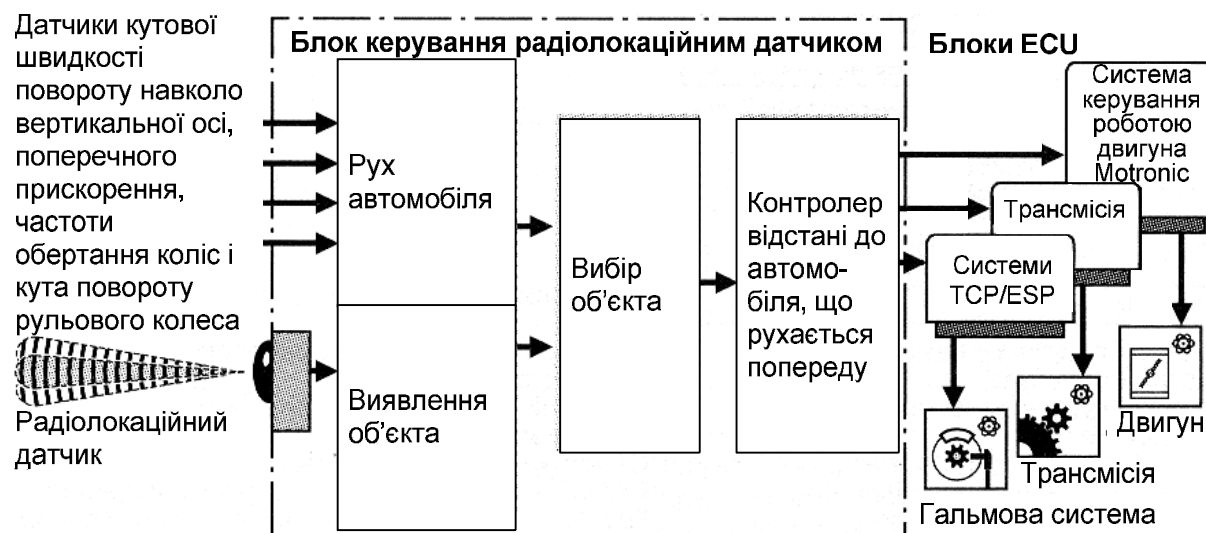 Датчики кутової
швидкості
повороту навколо
вертикальної осі,
поперечного
прискорення,
частоти
обертання коліс і
кута повороту
рульового колеса
Радіолокаційний
датчик
Блок керування радіолокаційним датчиком
Рух
автомобіля
Виявлення
об’єкта
Вибір
об’єкта
Контролер
відстані до
автомо-
біля, що
рухається
попереду
Блоки ECU
Система
керування
роботою
двигуна
Motronic
Трансмісія
Системи
TCP/ESP
Двигун
Трансмісія
Гальмова система